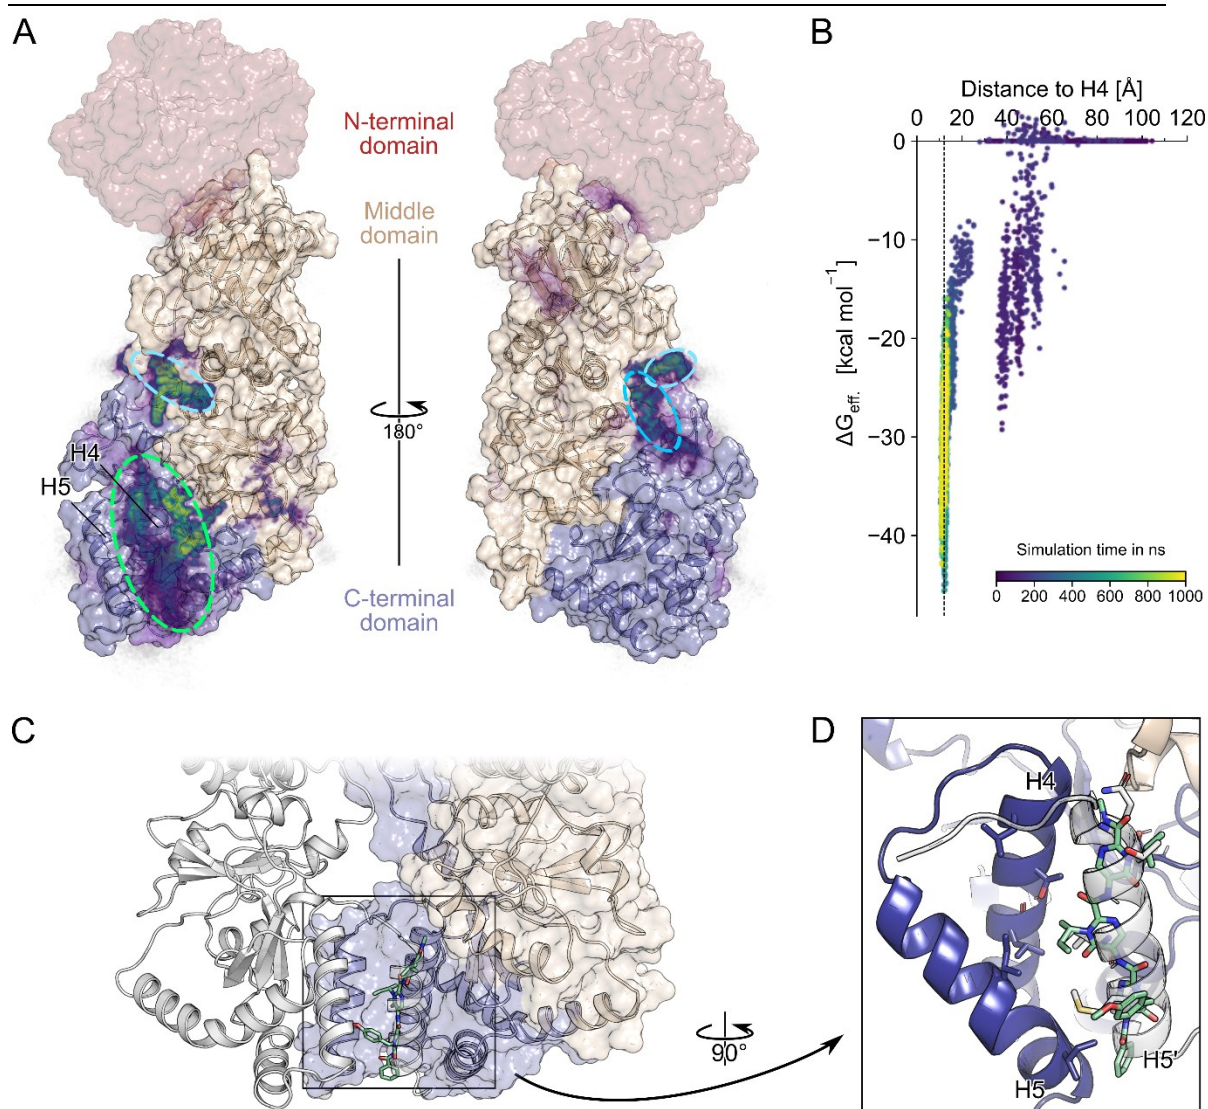 A
N-terminal
domain
Middle
domain
180°
H4
H5
C-terminal
domain
B
Distance to H4 [Å]
0 20 40 60 80 100 120
0
−10
−20
−30
−40
ΔGeff. [kcal mol−1]
Simulation time in ns
0 200 400 600 800 1000
C
90°
D
H4
H5
H5'